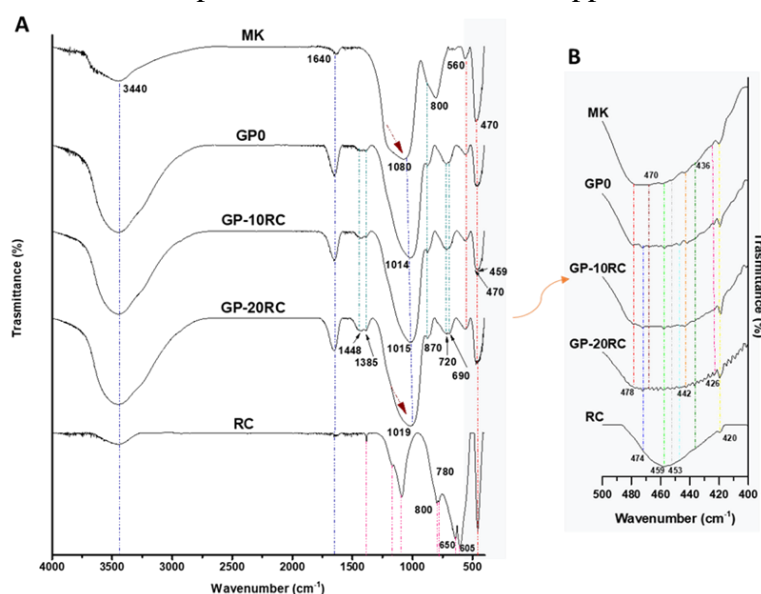 A
MK
3440
1640
1080
800
560
470
GP0
GP-10RC
1014
459
470
GP-20RC
1448
1385
1015
870
720
690
RC
1019
780
800
650
605
Trasmittance (%)
4000 3500 3000 2500 2000 1500 1000 500
Wavenumber (cm-1)
B
MK
470
436
GP0
GP-10RC
GP-20RC
478
442
426
RC
474
459
453
420
Trasmittance (%)
500 480 460 440 420 400
Wavenumber (cm-1)